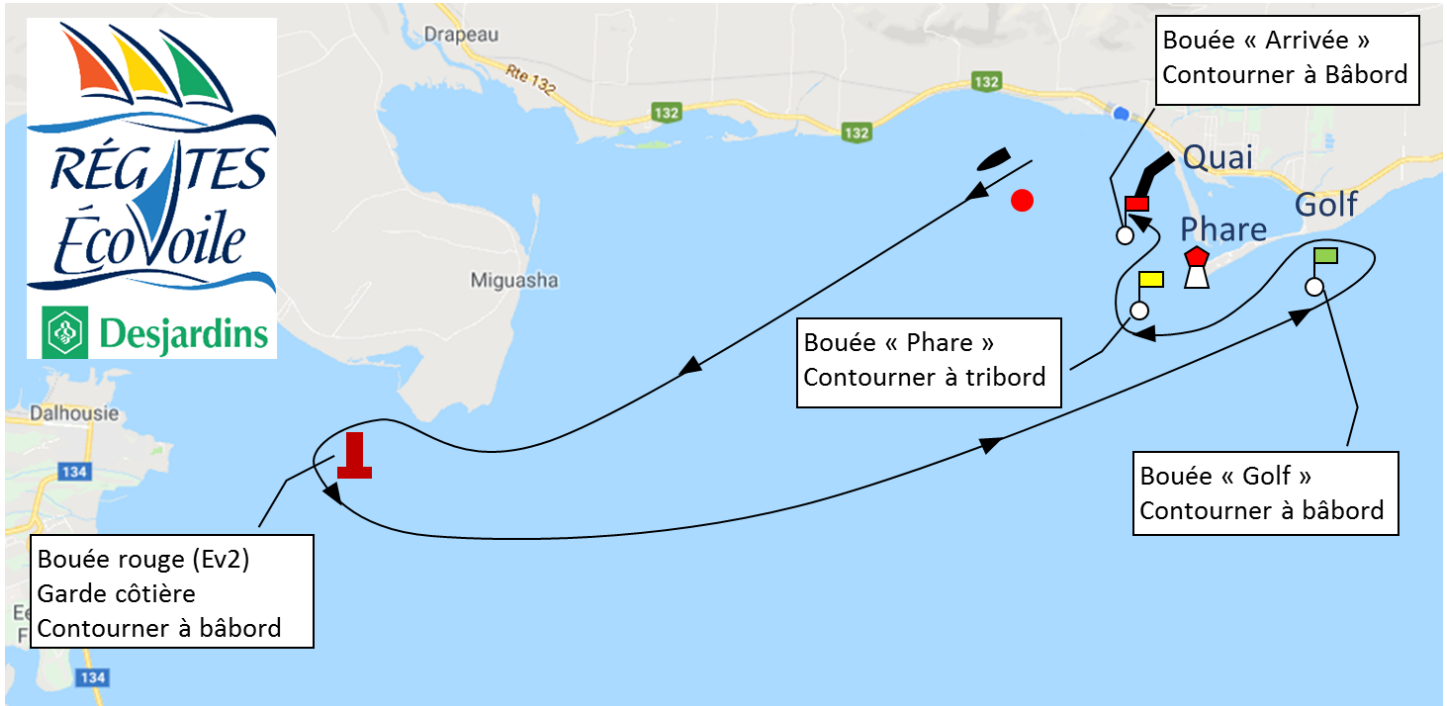 RÉGATES
ÉcoVoile
Desjardins
Drapeau
Rte 132
132
132
132
132
Miguasha
Dalhousie
134
134
Quai
Phare
Golf
Bouée « Arrivée »
Contourner à Bâbord
Bouée « Phare »
Contourner à tribord
Bouée « Golf »
Contourner à bâbord
Bouée rouge (Ev2)
Garde côtière
Contourner à bâbord